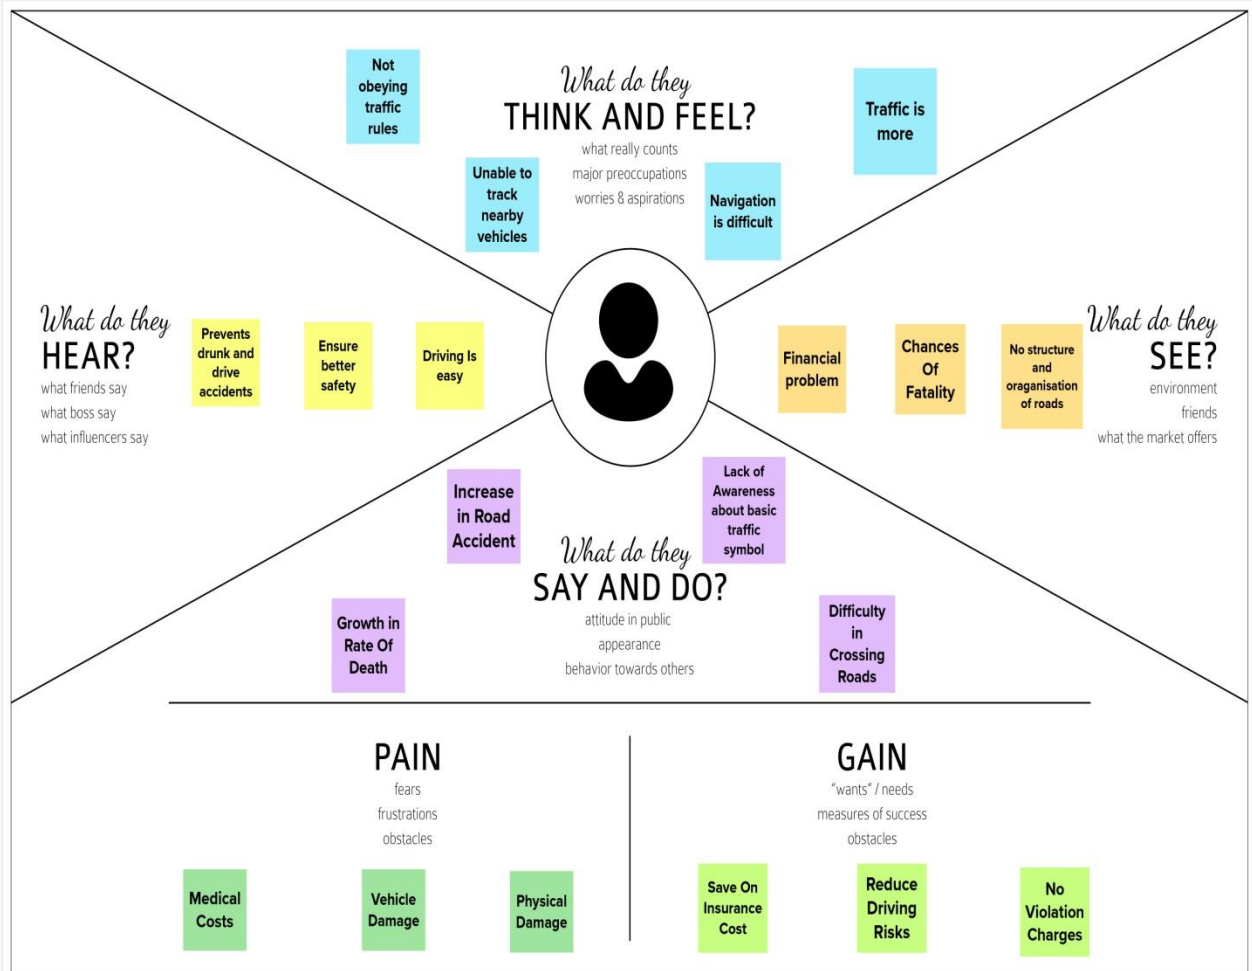 Not
obeying
traffic
rules
What do they
THINK AND FEEL?
what really counts
major preoccupations
worries & aspirations
Traffic is
more
Unable to
track
nearby
vehicles
Navigation
is difficult
What do they
HEAR?
what friends say
what boss say
what influencers say
Prevents
drunk and
drive
accidents
Ensure
better
safety
Driving Is
easy
Financial
problem
Chances
Of
Fatality
No structure
and
oraganisation
of roads
What do they
SEE?
environment
friends
what the market offers
Increase
in Road
Accident
Lack of
Awareness
about basic
traffic
symbol
What do they
SAY AND DO?
attitude in public
appearance
behavior towards others
Growth in
Rate Of
Death
Difficulty
in
Crossing
Roads
PAIN
fears
frustrations
obstacles
GAIN
"wants" / needs
measures of success
obstacles
Medical
Costs
Vehicle
Damage
Physical
Damage
Save On
Insurance
Cost
Reduce
Driving
Risks
No
Violation
Charges